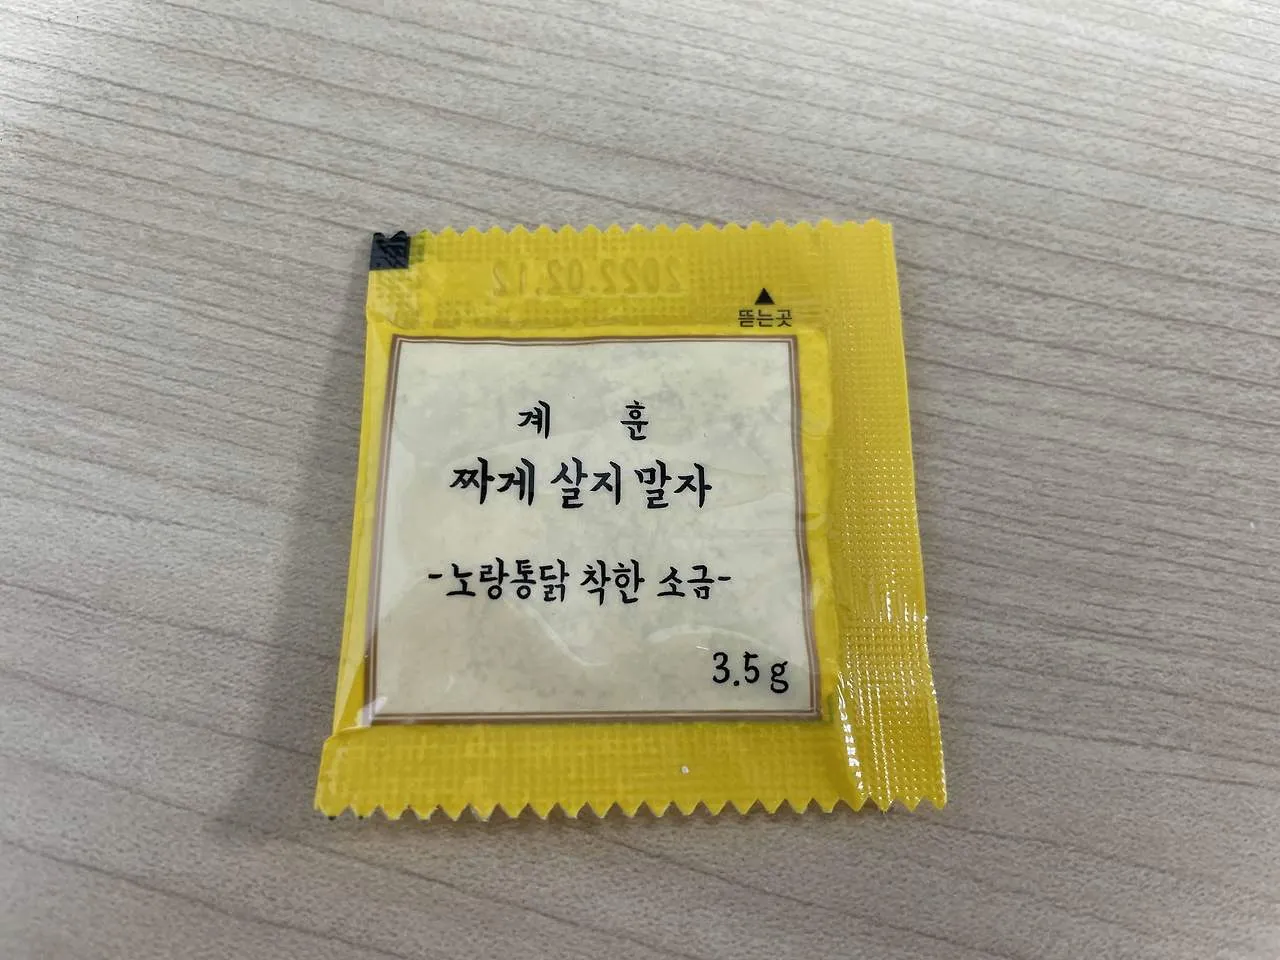 2022.02.12
▲
뜯는곳
계 훈
짜게 살지 말자
-노랑통닭 착한 소금-
3.5 g